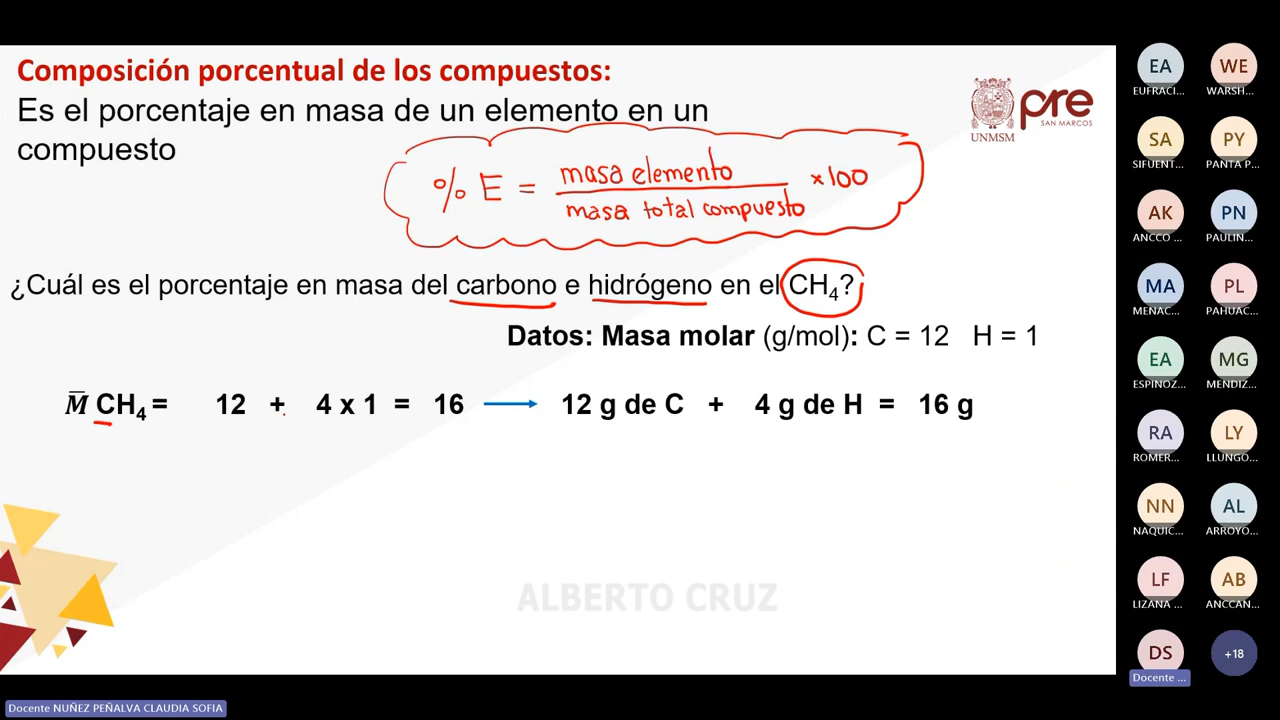 Composición porcentual de los compuestos:
Es el porcentaje en masa de un elemento en un
compuesto
UNMSM
pre
SAN MARCOS
% E = masa elemento
masa total compuesto
×100
¿Cuál es el porcentaje en masa del carbono e hidrógeno en el CH₄?
Datos: Masa molar (g/mol): C = 12 H = 1
M̅ CH₄ = 12 + 4 x 1 = 16 → 12 g de C + 4 g de H = 16 g
ALBERTO CRUZ
EA WE
EUFRACI... WARSH...
SA PY
SIFUENT... PANTA P...
AK PN
ANCCO ... PAULIN...
MA PL
MENAC... PAHUAC...
EA MG
ESPINOZ... MENDIZ...
RA LY
ROMER... LLUNGO...
NN AL
NAQUIC... ARROYO...
LF AB
LIZANA ... ANCCAN...
DS +18
Docente ...
Docente NUÑEZ PEÑALVA CLAUDIA SOFIA